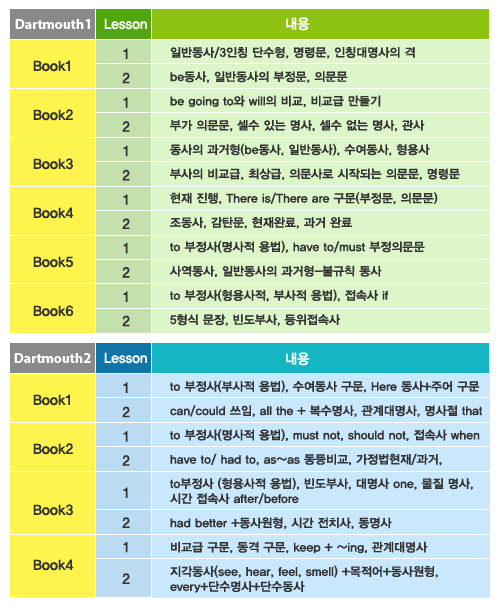 Dartmouth1 Lesson 내용
Book1
1 일반동사/3인칭 단수형, 명령문, 인칭대명사의 격
2 be동사, 일반동사의 부정문, 의문문
Book2
1 be going to와 will의 비교, 비교급 만들기
2 부가 의문문, 셀수 있는 명사, 셀수 없는 명사, 관사
Book3
1 동사의 과거형(be동사, 일반동사), 수여동사, 형용사
2 부사의 비교급, 최상급, 의문사로 시작되는 의문문, 명령문
Book4
1 현재 진행, There is/There are 구문(부정문, 의문문)
2 조동사, 감탄문, 현재완료, 과거 완료
Book5
1 to 부정사(명사적 용법), have to/must 부정의문문
2 사역동사, 일반동사의 과거형-불규칙 동사
Book6
1 to 부정사(형용사적, 부사적 용법), 접속사 if
2 5형식 문장, 빈도부사, 등위접속사
Dartmouth2 Lesson 내용
Book1
1 to 부정사(부사적 용법), 수여동사 구문, Here 동사+주어 구문
2 can/could 쓰임, all the + 복수명사, 관계대명사, 명사절 that
Book2
1 to 부정사(명사적 용법), must not, should not, 접속사 when
2 have to/ had to, as~as 동등비교, 가정법현재/과거,
Book3
1 to부정사 (형용사적 용법), 빈도부사, 대명사 one, 물질 명사,
시간 접속사 after/before
2 had better +동사원형, 시간 전치사, 동명사
Book4
1 비교급 구문, 동격 구문, keep + ~ing, 관계대명사
2 지각동사(see, hear, feel, smell) +목적어+동사원형,
every+단수명사+단수동사